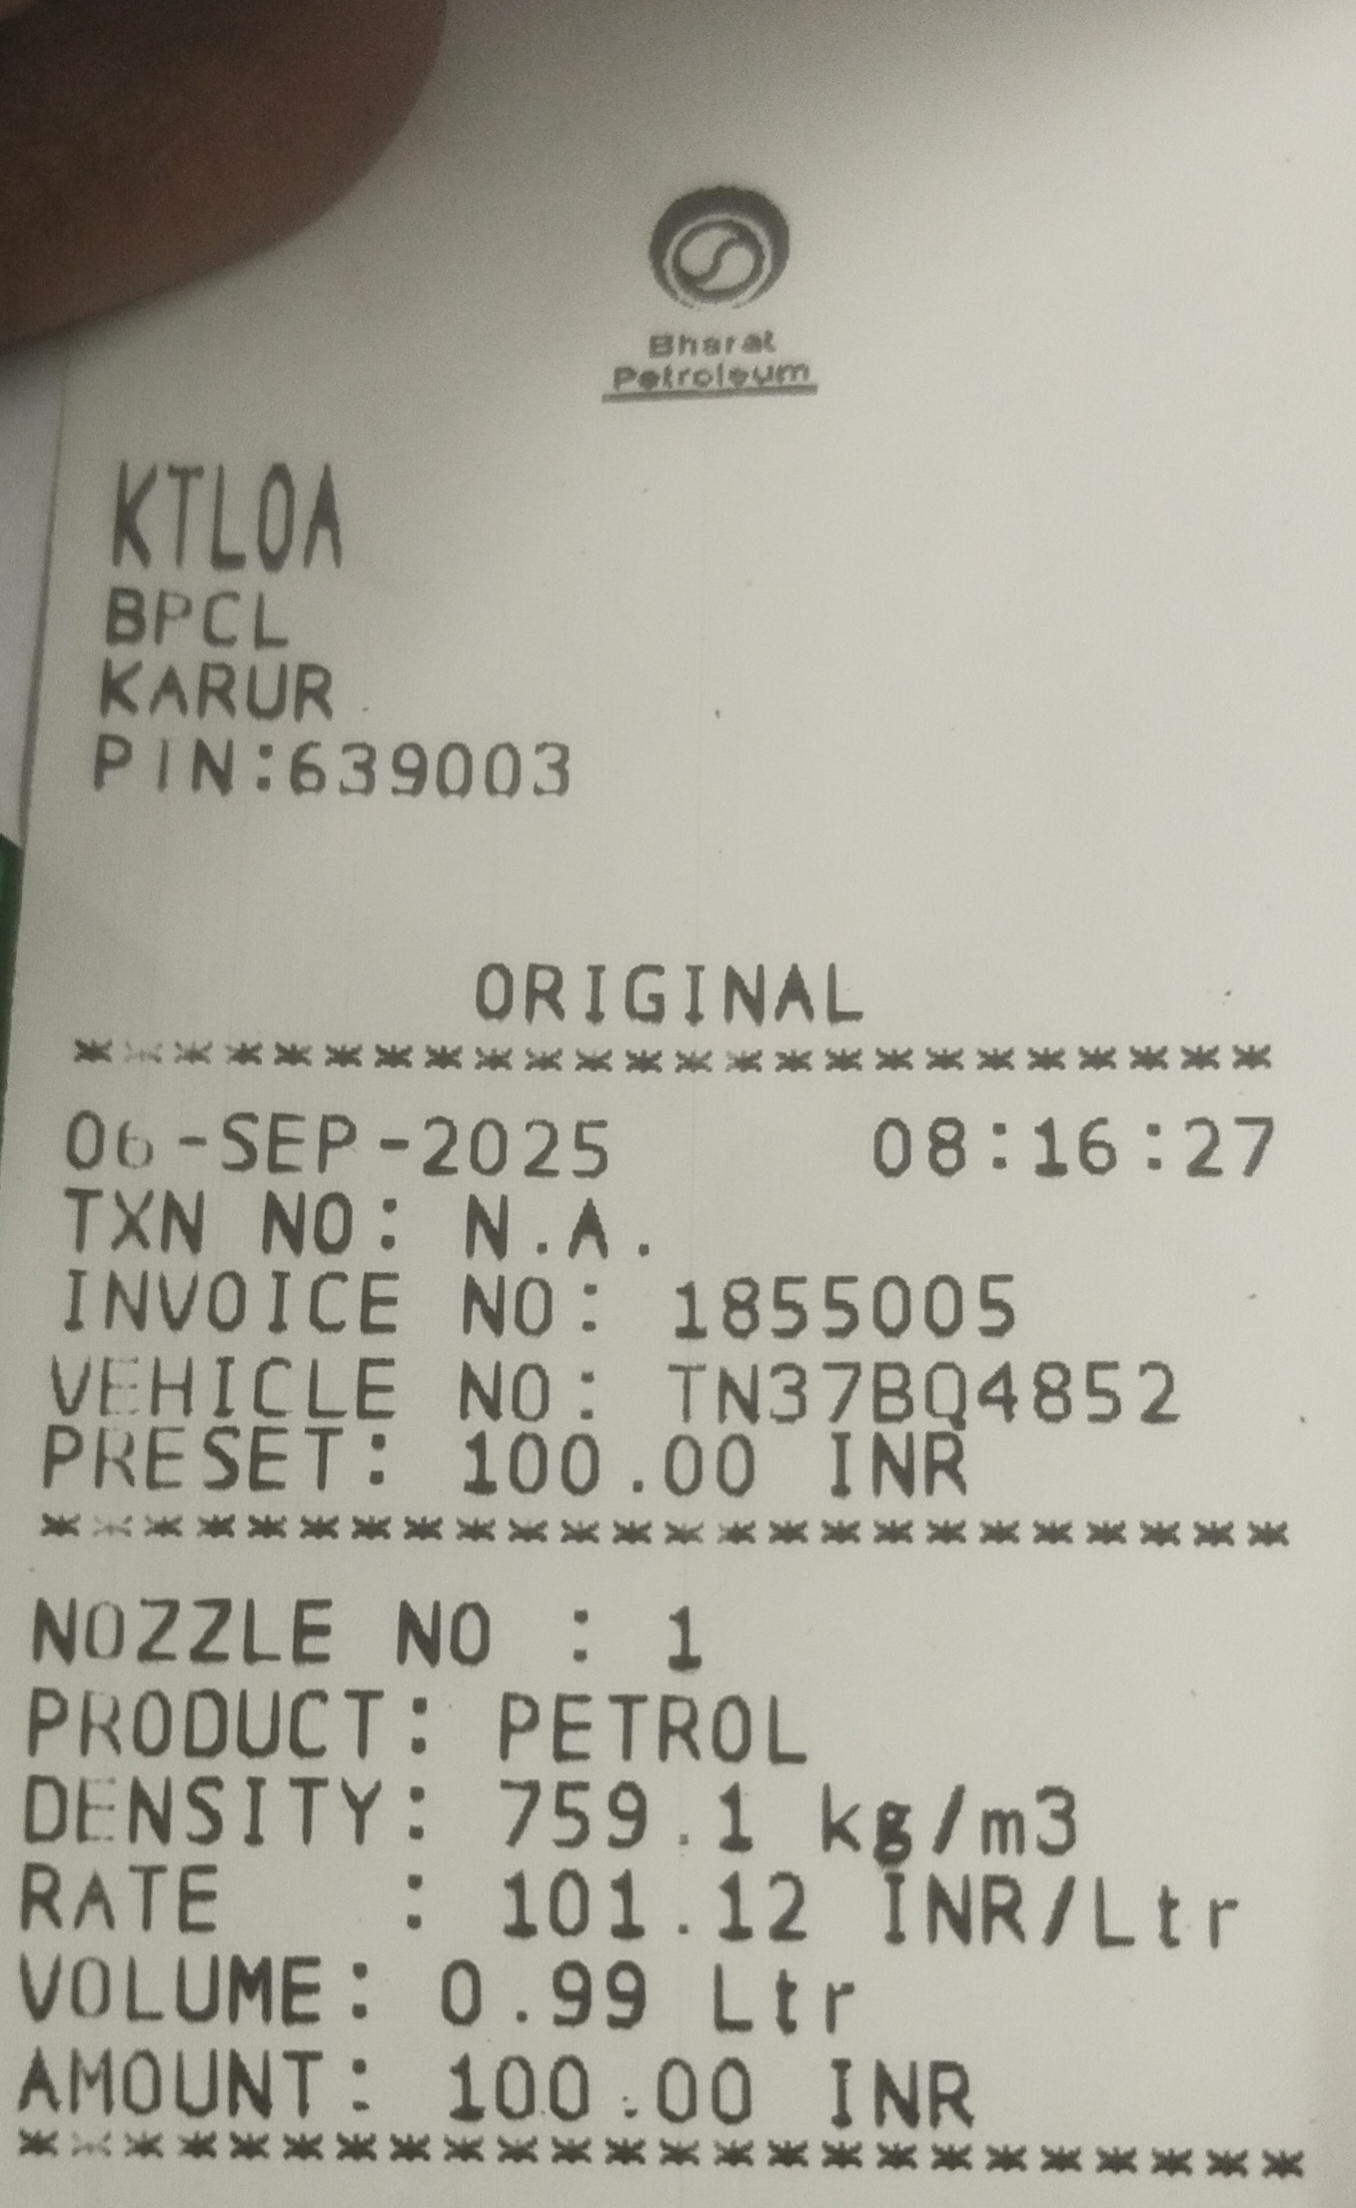 Bharat
Petroleum
KTLOA
BPCL
KARUR
PIN:639003
ORIGINAL
************************
06-SEP-2025 08:16:27
TXN NO: N.A.
INVOICE NO: 1855005
VEHICLE NO: TN37BQ4852
PRESET: 100.00 INR
************************
NOZZLE NO : 1
PRODUCT: PETROL
DENSITY: 759.1 kg/m3
RATE : 101.12 INR/Ltr
VOLUME: 0.99 Ltr
AMOUNT: 100.00 INR
************************